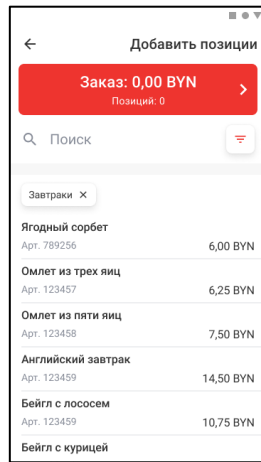 Добавить позиции
Заказ: 0,00 BYN
Позиций: 0
Поиск
Завтраки ×
Ягодный сорбет
Арт. 789256 6,00 BYN
Омлет из трех яиц
Арт. 123457 6,25 BYN
Омлет из пяти яиц
Арт. 123458 7,50 BYN
Английский завтрак
Арт. 123459 14,50 BYN
Бейгл с лососем
Арт. 123459 10,75 BYN
Бейгл с курицей